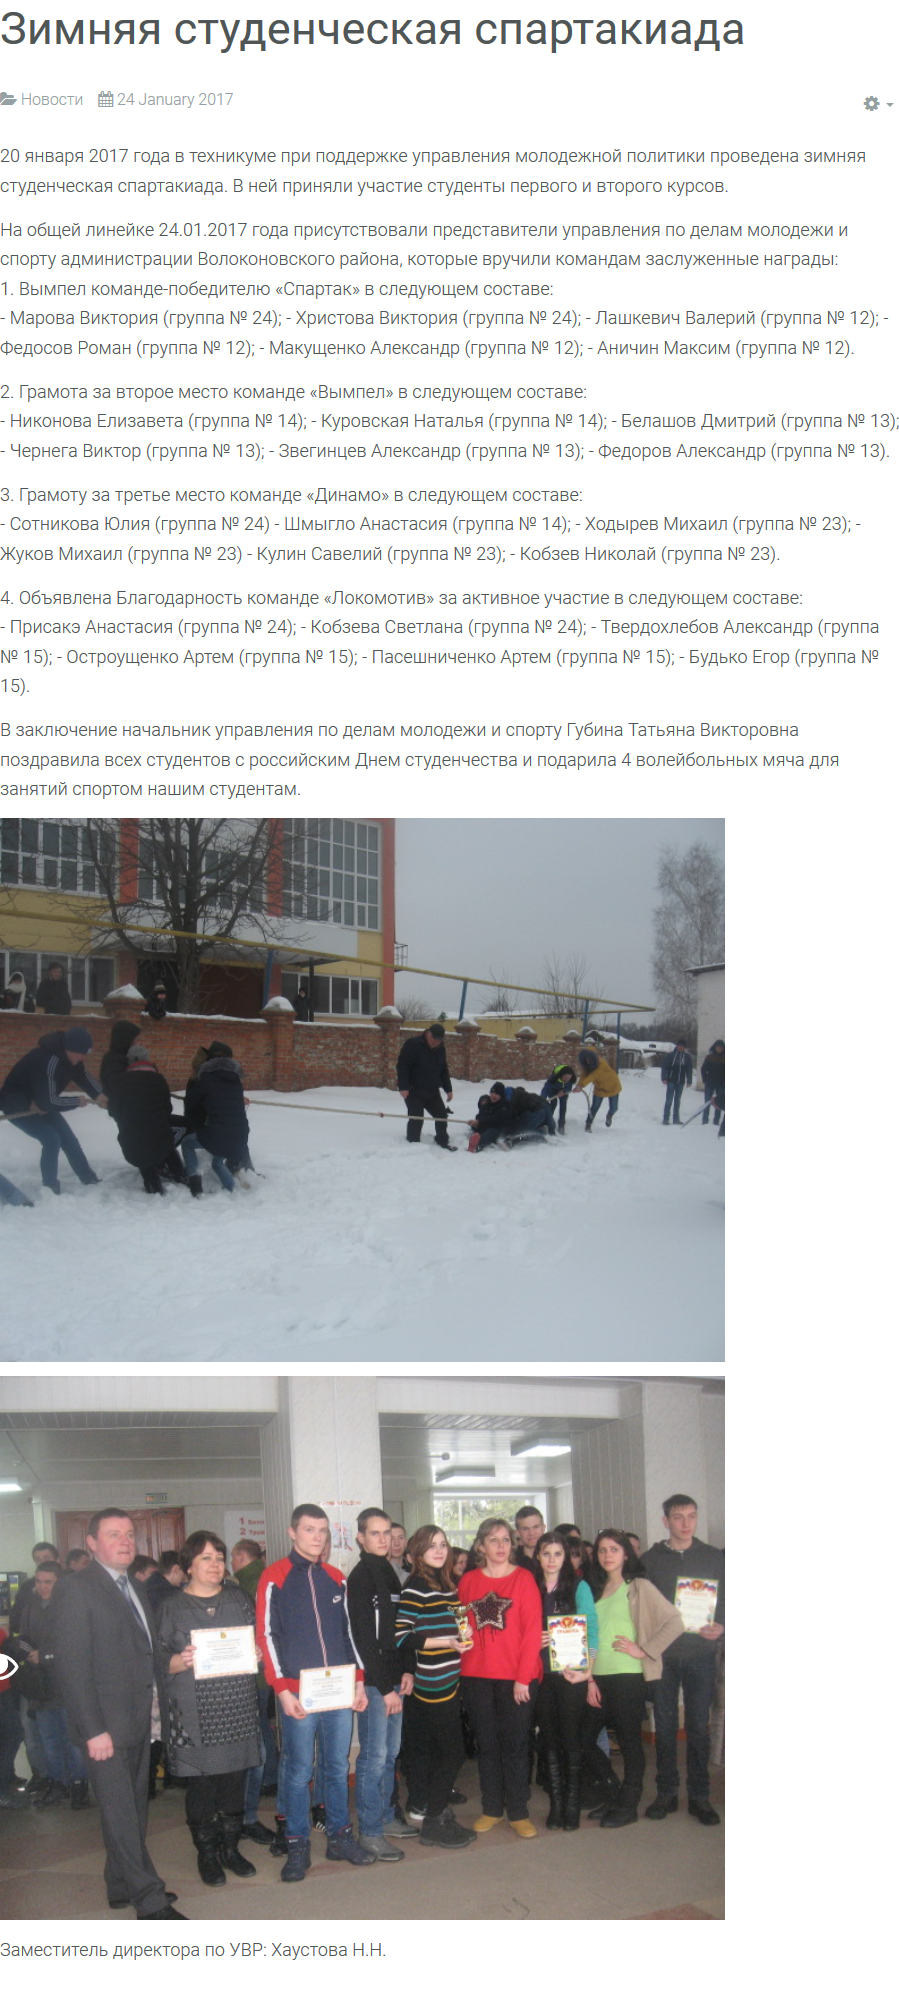 Зимняя студенческая спартакиада
Новости 24 January 2017
20 января 2017 года в техникуме при поддержке управления молодежной политики проведена зимняя
студенческая спартакиада. В ней приняли участие студенты первого и второго курсов.
На общей линейке 24.01.2017 года присутствовали представители управления по делам молодежи и
спорту администрации Волоконовского района, которые вручили командам заслуженные награды:
1. Вымпел команде-победителю «Спартак» в следующем составе:
- Марова Виктория (группа № 24); - Христова Виктория (группа № 24); - Лашкевич Валерий (группа № 12); -
Федосов Роман (группа № 12); - Макущенко Александр (группа № 12); - Аничин Максим (группа № 12).
2. Грамота за второе место команде «Вымпел» в следующем составе:
- Никонова Елизавета (группа № 14); - Куровская Наталья (группа № 14); - Белашов Дмитрий (группа № 13);
- Чернега Виктор (группа № 13); - Звегинцев Александр (группа № 13); - Федоров Александр (группа № 13).
3. Грамоту за третье место команде «Динамо» в следующем составе:
- Сотникова Юлия (группа № 24) - Шмыгло Анастасия (группа № 14); - Ходырев Михаил (группа № 23); -
Жуков Михаил (группа № 23) - Кулин Савелий (группа № 23); - Кобзев Николай (группа № 23).
4. Объявлена Благодарность команде «Локомотив» за активное участие в следующем составе:
- Присакэ Анастасия (группа № 24); - Кобзева Светлана (группа № 24); - Твердохлебов Александр (группа
№ 15); - Остроущенко Артем (группа № 15); - Пасешниченко Артем (группа № 15); - Будько Егор (группа №
15).
В заключение начальник управления по делам молодежи и спорту Губина Татьяна Викторовна
поздравила всех студентов с российским Днем студенчества и подарила 4 волейбольных мяча для
занятий спортом нашим студентам.
ГРАМОТА
Заместитель директора по УВР: Хаустова Н.Н.